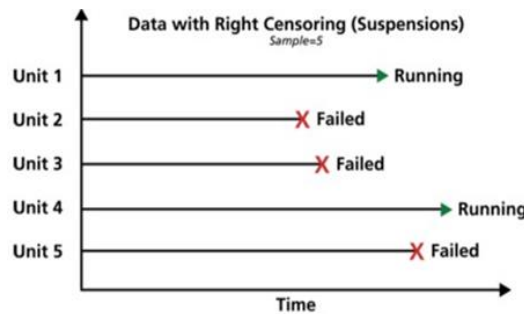 Data with Right Censoring (Suspensions)
Sample=5
Unit 1
Running
Unit 2
Failed
Unit 3
Failed
Unit 4
Running
Unit 5
Failed
Time